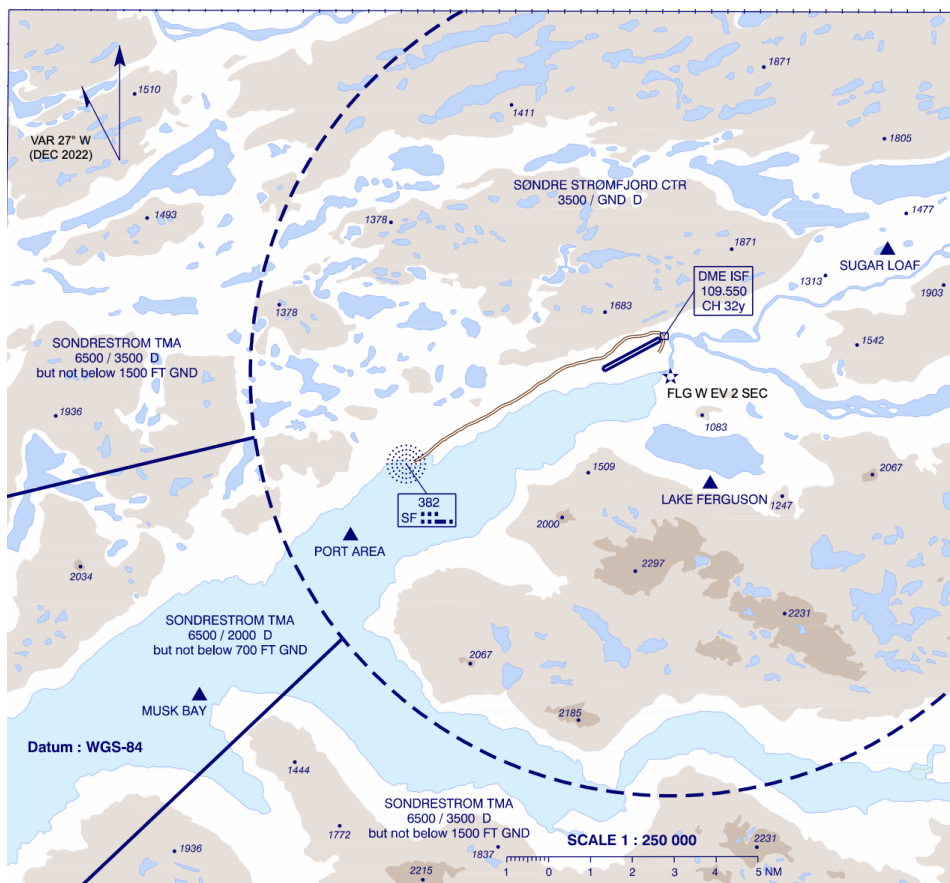 1871
1510
1411
VAR 27° W
(DEC 2022)
1805
SØNDRE STRØMFJORD CTR
3500 / GND D
1493
1378
1477
1871
SUGAR LOAF
DME ISF
109.550
CH 32y
1313
1903
1378
1683
SONDRESTROM TMA
6500 / 3500 D
but not below 1500 FT GND
1542
FLG W EV 2 SEC
1936
1083
1509
2067
LAKE FERGUSON
1247
382
SF
2000
PORT AREA
2034
2297
2231
SONDRESTROM TMA
6500 / 2000 D
but not below 700 FT GND
2067
MUSK BAY
2185
Datum : WGS-84
1444
SONDRESTROM TMA
6500 / 3500 D
but not below 1500 FT GND
1772
SCALE 1 : 250 000
2231
1936
1837
2215
1 0 1 2 3 4 5 NM